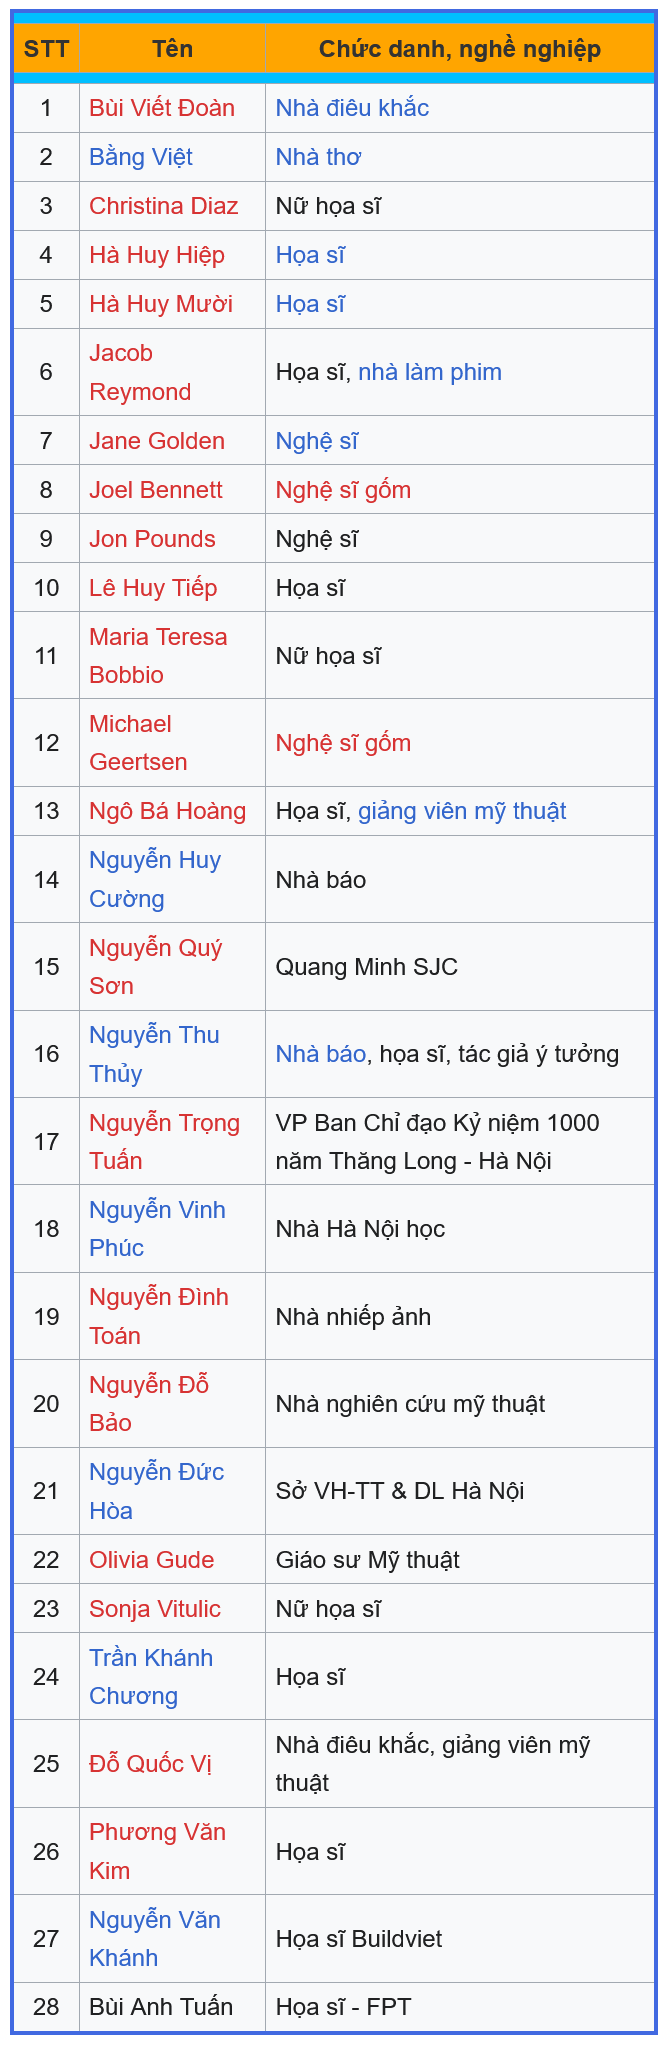 STT Tên Chức danh, nghề nghiệp
1 Bùi Viết Đoàn Nhà điêu khắc
2 Bằng Việt Nhà thơ
3 Christina Diaz Nữ họa sĩ
4 Hà Huy Hiệp Họa sĩ
5 Hà Huy Mười Họa sĩ
6 Jacob
Reymond Họa sĩ, nhà làm phim
7 Jane Golden Nghệ sĩ
8 Joel Bennett Nghệ sĩ gốm
9 Jon Pounds Nghệ sĩ
10 Lê Huy Tiếp Họa sĩ
11 Maria Teresa
Bobbio Nữ họa sĩ
12 Michael
Geertsen Nghệ sĩ gốm
13 Ngô Bá Hoàng Họa sĩ, giảng viên mỹ thuật
14 Nguyễn Huy
Cường Nhà báo
15 Nguyễn Quý
Sơn Quang Minh SJC
16 Nguyễn Thu
Thủy Nhà báo, họa sĩ, tác giả ý tưởng
17 Nguyễn Trọng
Tuấn VP Ban Chỉ đạo Kỷ niệm 1000
năm Thăng Long - Hà Nội
18 Nguyễn Vinh
Phúc Nhà Hà Nội học
19 Nguyễn Đình
Toán Nhà nhiếp ảnh
20 Nguyễn Đỗ
Bảo Nhà nghiên cứu mỹ thuật
21 Nguyễn Đức
Hòa Sở VH-TT & DL Hà Nội
22 Olivia Gude Giáo sư Mỹ thuật
23 Sonja Vitulic Nữ họa sĩ
24 Trần Khánh
Chương Họa sĩ
25 Đỗ Quốc Vị Nhà điêu khắc, giảng viên mỹ
thuật
26 Phương Văn
Kim Họa sĩ
27 Nguyễn Văn
Khánh Họa sĩ Buildviet
28 Bùi Anh Tuấn Họa sĩ - FPT